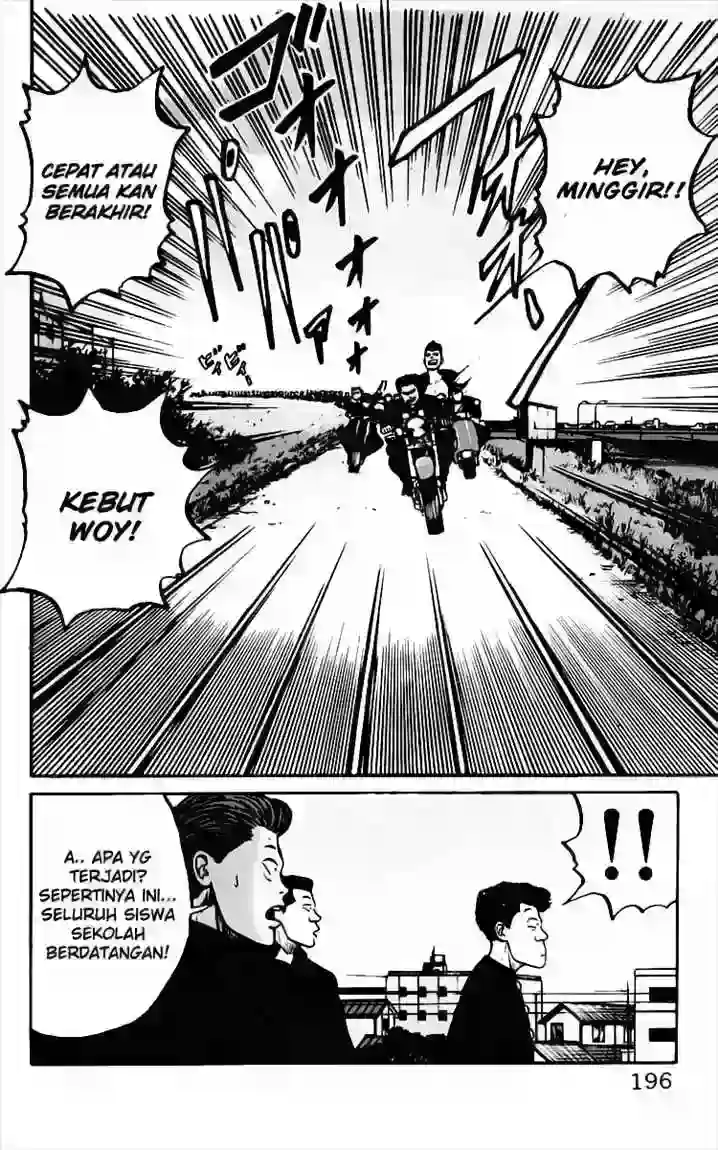 HEY,
MINGGIR!!
CEPAT ATAU
SEMUA KAN
BERAKHIR!
KEBUT
WOY!
!!
A.. APA YG
TERJADI?
SEPERTINYA INI...
SELURUH SISWA
SEKOLAH
BERDATANGAN!
196